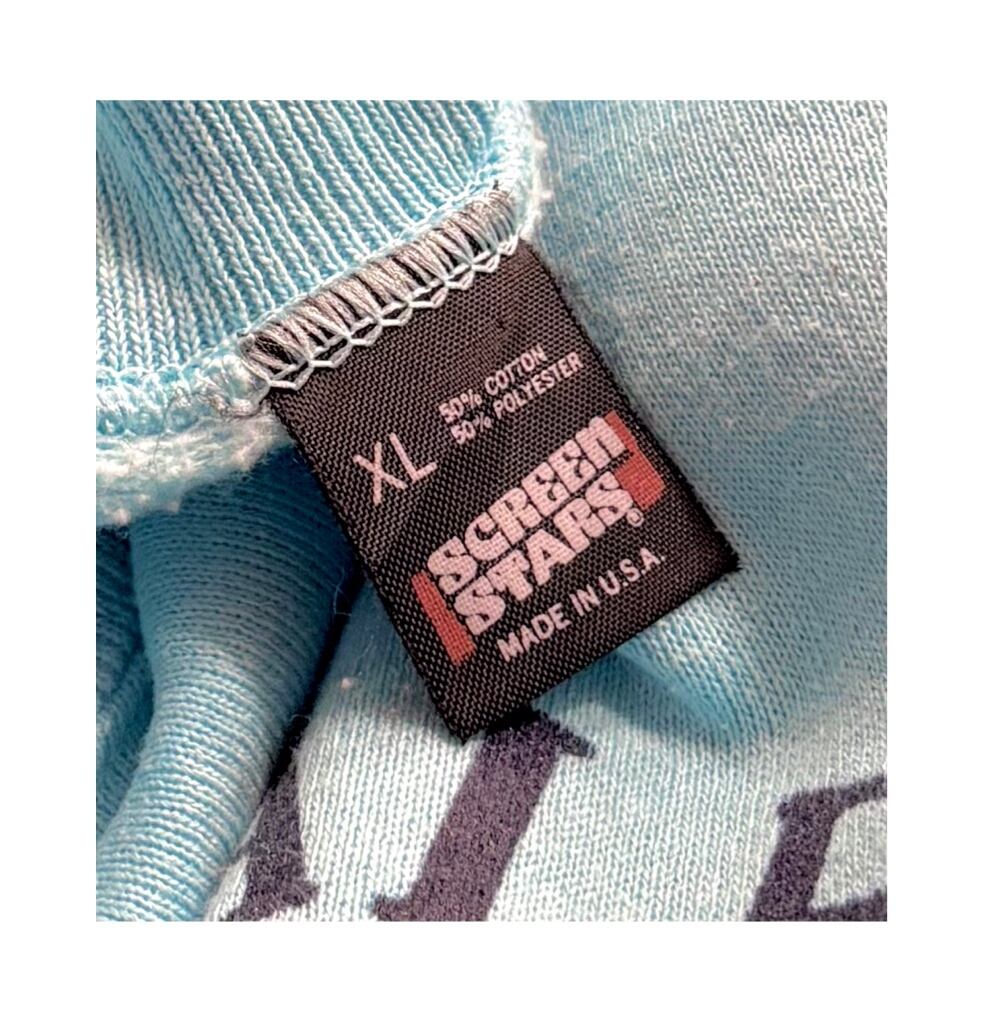 50% COTTON
50% POLYESTER
XL
SCREEN
STARS®
MADE IN U.S.A.